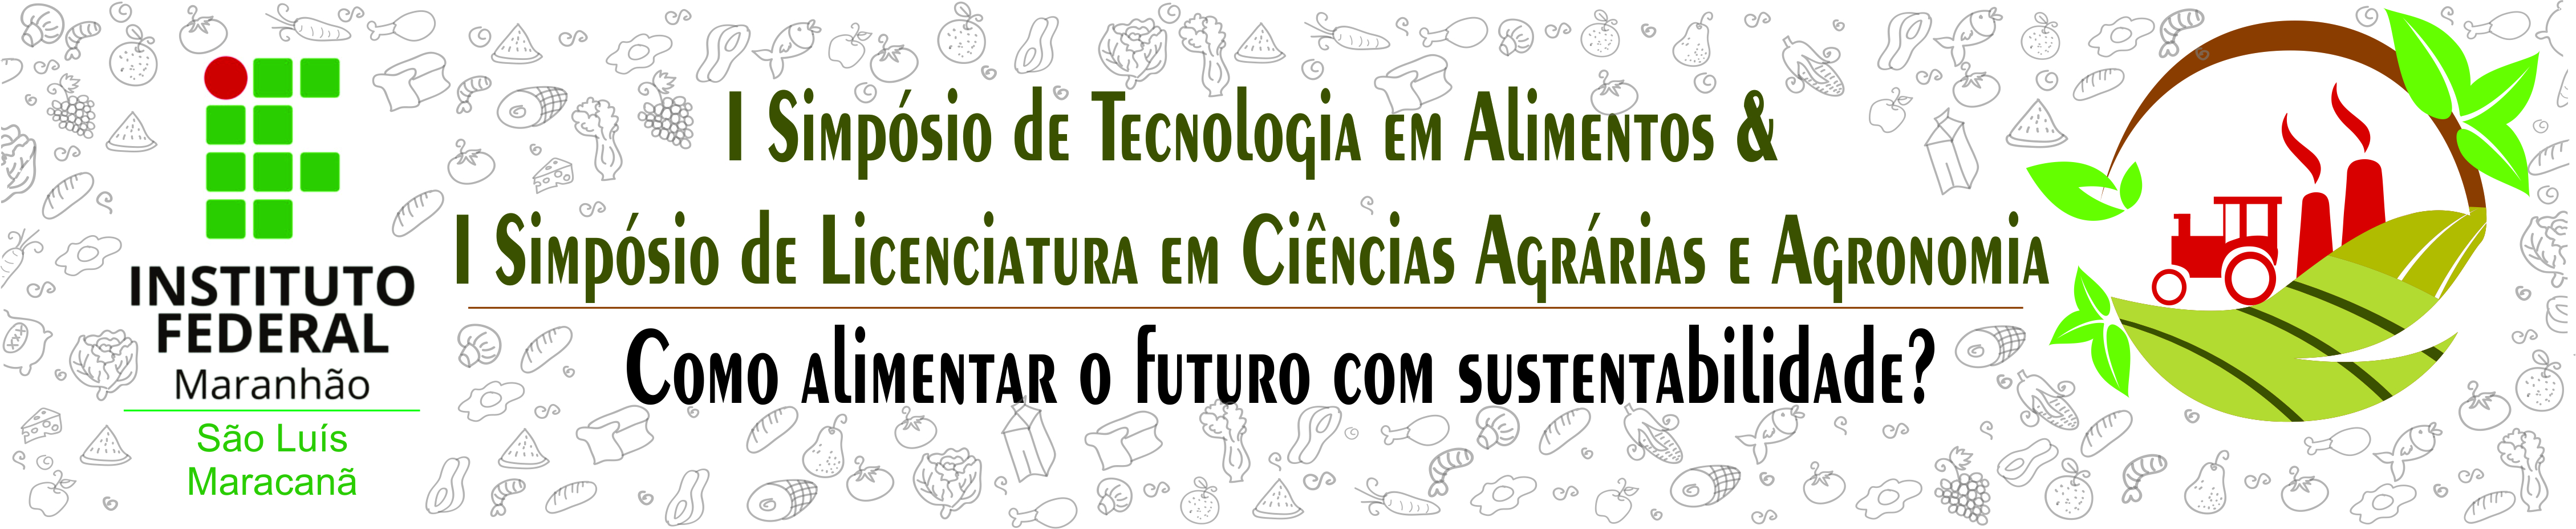 INSTITUTO
FEDERAL
Maranhão
São Luís
Maracanã
I Simpósio de Tecnologia em Alimentos &
I Simpósio de Licenciatura em Ciências Agrárias e Agronomia
Como alimentar o futuro com sustentabilidade?